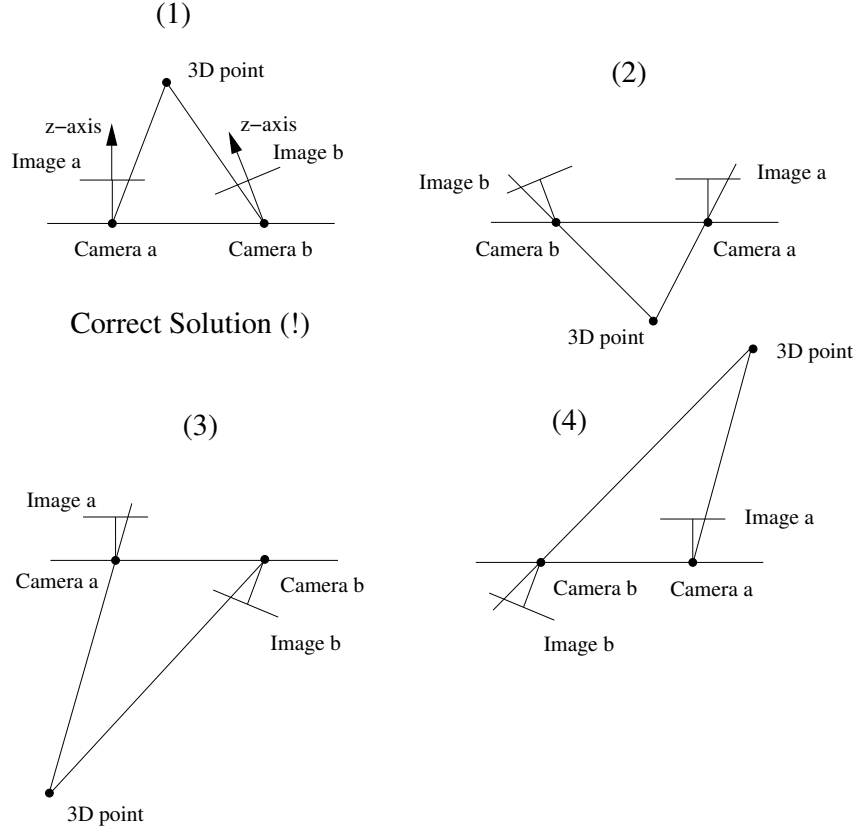 (1)
3D point
z−axis
z−axis
Image a
Image b
Camera a
Camera b
Correct Solution (!)
(2)
Image b
Image a
Camera b
Camera a
3D point
(3)
Image a
Camera a
Camera b
Image b
3D point
(4)
3D point
Image a
Camera b
Camera a
Image b